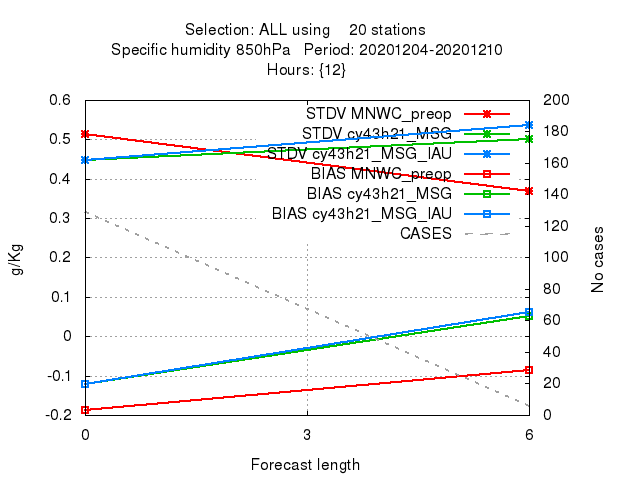 Selection: ALL using    20 stations
Specific humidity 850hPa   Period: 20201204-20201210
Hours: {12}
0.6
0.5
0.4
0.3
0.2
0.1
0
-0.1
-0.2
g/Kg
STDV MNWC_preop
STDV cy43h21_MSG
STDV cy43h21_MSG_IAU
BIAS MNWC_preop
BIAS cy43h21_MSG
BIAS cy43h21_MSG_IAU
CASES
200
180
160
140
120
100
80
60
40
20
0
No cases
0 3 6
Forecast length